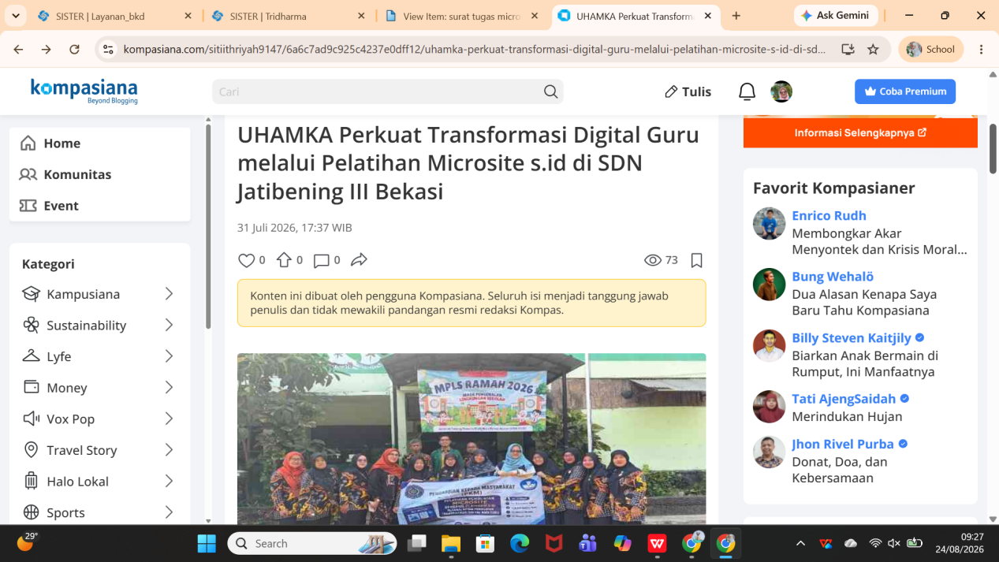 SISTER | Layanan_bkd
SISTER | Tridharma
View Item: surat tugas micro
UHAMKA Perkuat Transform
Ask Gemini
kompasiana.com/sitiithriyah9147/6a6c7ad9c925c4237e0dff12/uhamka-perkuat-transformasi-digital-guru-melalui-pelatihan-microsite-s-id-di-sd...
School
kompasiana
Beyond Blogging
Cari
Tulis
Coba Premium
Home
Komunitas
Event
Kategori
Kampusiana
Sustainability
Lyfe
Money
Vox Pop
Travel Story
Halo Lokal
Sports
UHAMKA Perkuat Transformasi Digital Guru
melalui Pelatihan Microsite s.id di SDN
Jatibening III Bekasi
31 Juli 2026, 17:37 WIB
0
0
0
73
Konten ini dibuat oleh pengguna Kompasiana. Seluruh isi menjadi tanggung jawab
penulis dan tidak mewakili pandangan resmi redaksi Kompas.
MPLS RAMAH 2026
MASA PENGENALAN
LINGKUNGAN SEKOLAH
PENGABDIAN KEPADA MASYARAKAT
(PKM)
MICROSITE
Informasi Selengkapnya
Favorit Kompasianer
Enrico Rudh
Membongkar Akar
Menyontek dan Krisis Moral...
Bung Wehalö
Dua Alasan Kenapa Saya
Baru Tahu Kompasiana
Billy Steven Kaitjily
Biarkan Anak Bermain di
Rumput, Ini Manfaatnya
Tati AjengSaidah
Merindukan Hujan
Jhon Rivel Purba
Donat, Doa, dan
Kebersamaan
29°
Search
09:27
24/08/2026